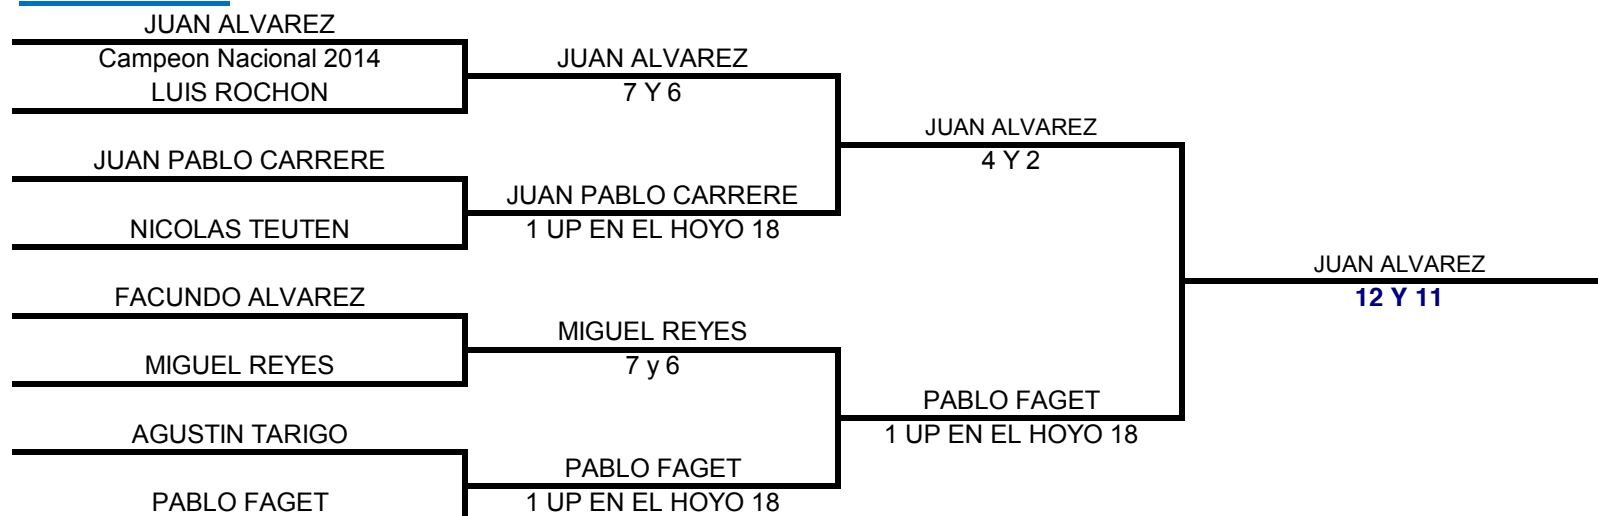 JUAN ALVAREZ
Campeon Nacional 2014
LUIS ROCHON
JUAN PABLO CARRERE
NICOLAS TEUTEN
FACUNDO ALVAREZ
MIGUEL REYES
AGUSTIN TARIGO
PABLO FAGET
JUAN ALVAREZ
7 Y 6
JUAN PABLO CARRERE
1 UP EN EL HOYO 18
MIGUEL REYES
7 y 6
PABLO FAGET
1 UP EN EL HOYO 18
JUAN ALVAREZ
4 Y 2
PABLO FAGET
1 UP EN EL HOYO 18
JUAN ALVAREZ
12 Y 11